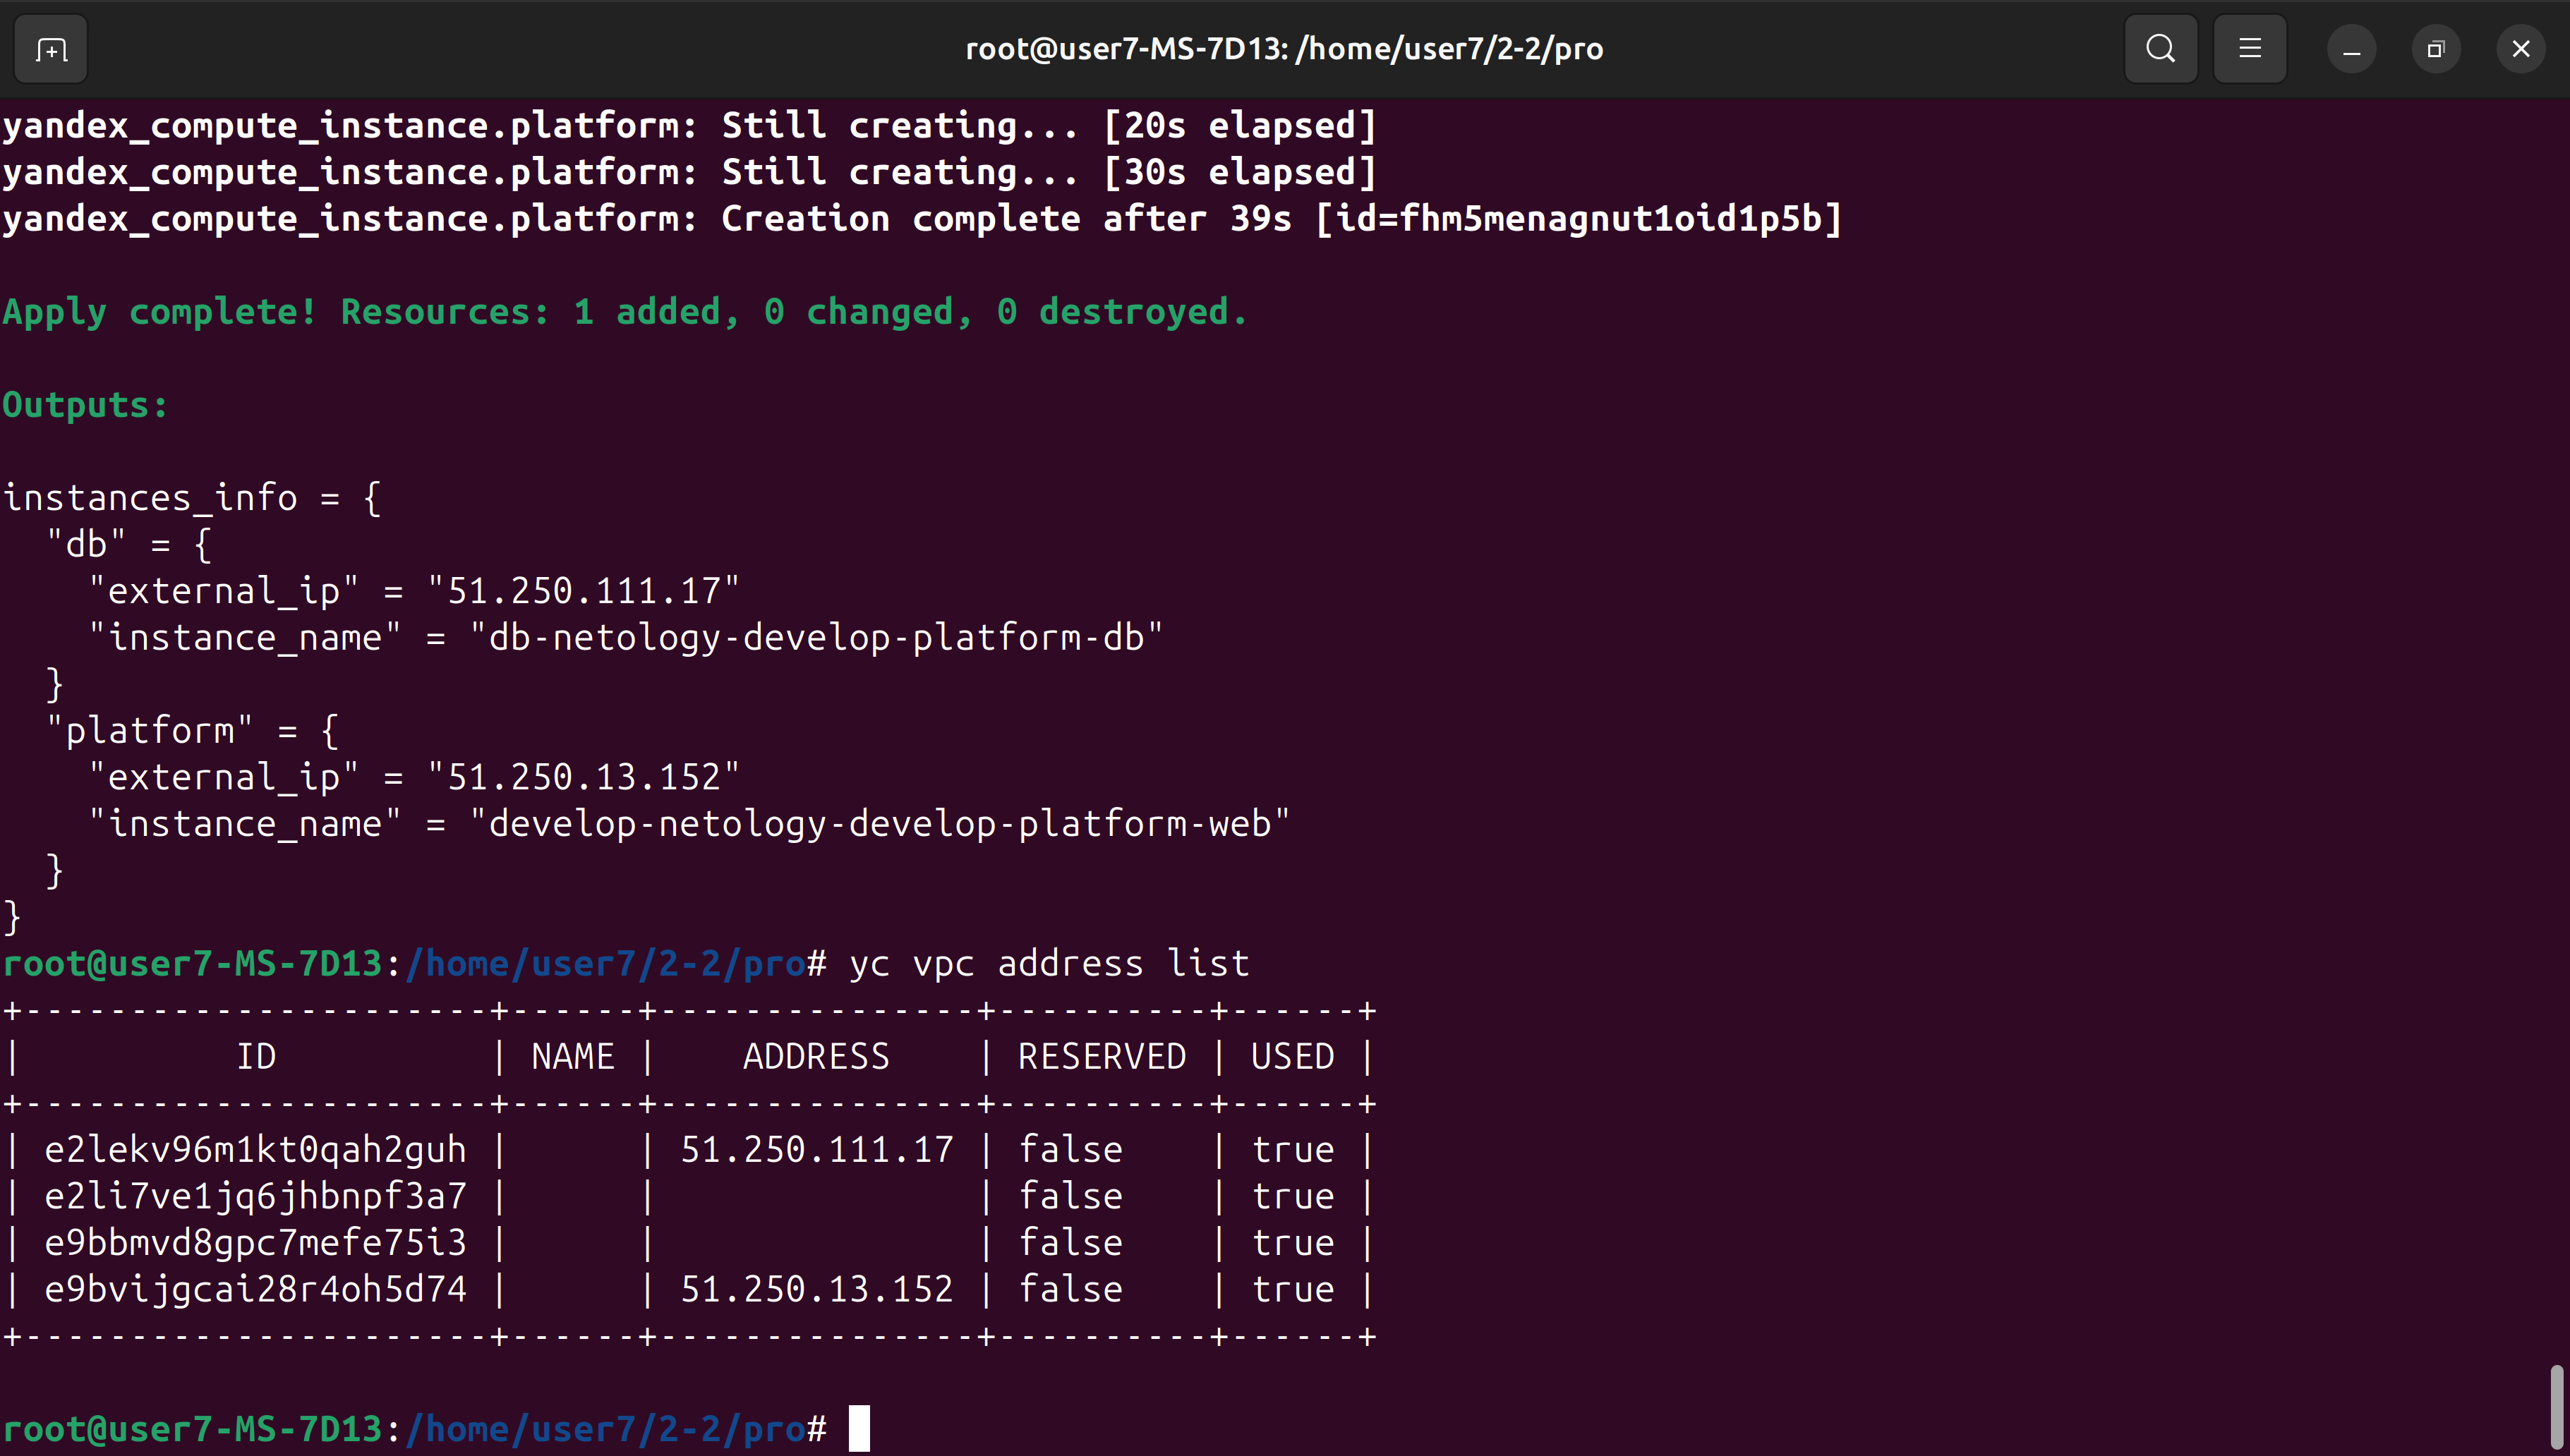 root@user7-MS-7D13: /home/user7/2-2/pro
yandex_compute_instance.platform: Still creating... [20s elapsed]
yandex_compute_instance.platform: Still creating... [30s elapsed]
yandex_compute_instance.platform: Creation complete after 39s [id=fhm5menagnut1oid1p5b]

Apply complete! Resources: 1 added, 0 changed, 0 destroyed.

Outputs:

instances_info = {
  "db" = {
    "external_ip" = "51.250.111.17"
    "instance_name" = "db-netology-develop-platform-db"
  }
  "platform" = {
    "external_ip" = "51.250.13.152"
    "instance_name" = "develop-netology-develop-platform-web"
  }
}
root@user7-MS-7D13:/home/user7/2-2/pro# yc vpc address list
+----------------------+------+---------------+----------+------+
|          ID          | NAME |    ADDRESS    | RESERVED | USED |
+----------------------+------+---------------+----------+------+
| e2lekv96m1kt0qah2guh |      | 51.250.111.17 | false    | true |
| e2li7ve1jq6jhbnpf3a7 |      |               | false    | true |
| e9bbmvd8gpc7mefe75i3 |      |               | false    | true |
| e9bvijgcai28r4oh5d74 |      | 51.250.13.152 | false    | true |
+----------------------+------+---------------+----------+------+

root@user7-MS-7D13:/home/user7/2-2/pro#